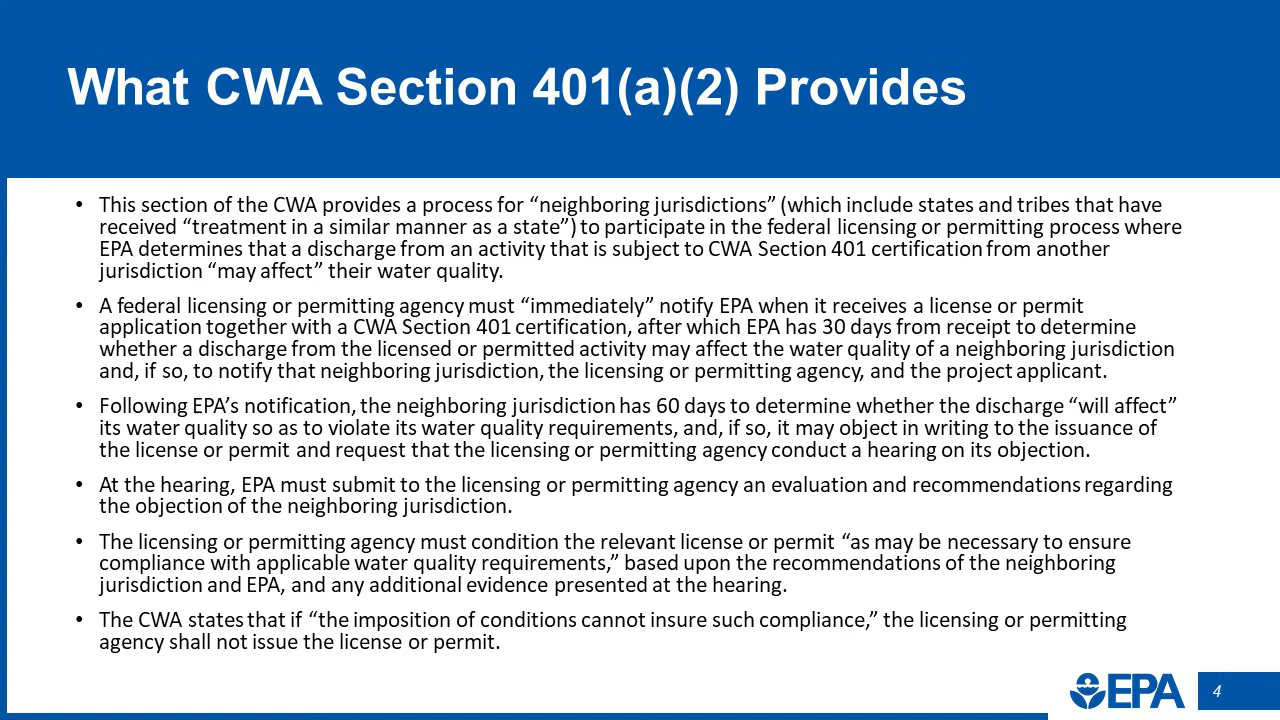 What CWA Section 401(a)(2) Provides
• This section of the CWA provides a process for “neighboring jurisdictions” (which include states and tribes that have
received “treatment in a similar manner as a state”) to participate in the federal licensing or permitting process where
EPA determines that a discharge from an activity that is subject to CWA Section 401 certification from another
jurisdiction “may affect” their water quality.
• A federal licensing or permitting agency must “immediately” notify EPA when it receives a license or permit
application together with a CWA Section 401 certification, after which EPA has 30 days from receipt to determine
whether a discharge from the licensed or permitted activity may affect the water quality of a neighboring jurisdiction
and, if so, to notify that neighboring jurisdiction, the licensing or permitting agency, and the project applicant.
• Following EPA’s notification, the neighboring jurisdiction has 60 days to determine whether the discharge “will affect”
its water quality so as to violate its water quality requirements, and, if so, it may object in writing to the issuance of
the license or permit and request that the licensing or permitting agency conduct a hearing on its objection.
• At the hearing, EPA must submit to the licensing or permitting agency an evaluation and recommendations regarding
the objection of the neighboring jurisdiction.
• The licensing or permitting agency must condition the relevant license or permit “as may be necessary to ensure
compliance with applicable water quality requirements,” based upon the recommendations of the neighboring
jurisdiction and EPA, and any additional evidence presented at the hearing.
• The CWA states that if “the imposition of conditions cannot insure such compliance,” the licensing or permitting
agency shall not issue the license or permit.
EPA
4